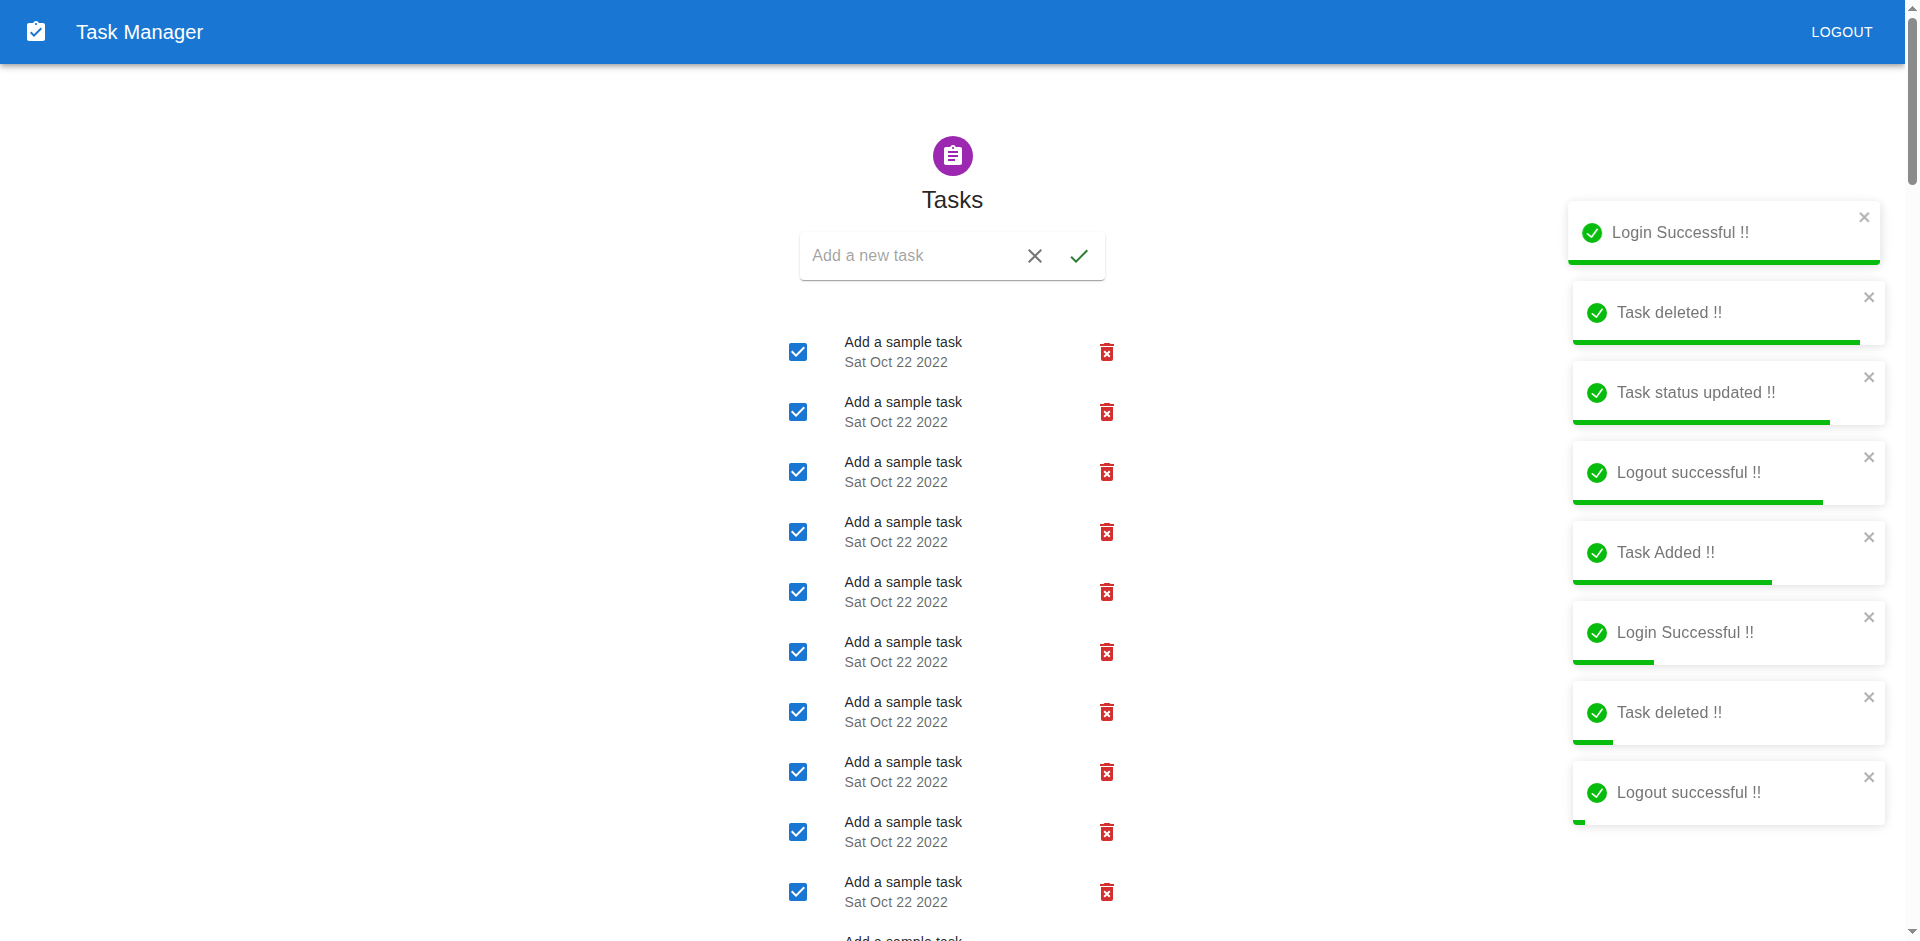 Task Manager
LOGOUT
Tasks
Add a new task
Add a sample task
Sat Oct 22 2022
Add a sample task
Sat Oct 22 2022
Add a sample task
Sat Oct 22 2022
Add a sample task
Sat Oct 22 2022
Add a sample task
Sat Oct 22 2022
Add a sample task
Sat Oct 22 2022
Add a sample task
Sat Oct 22 2022
Add a sample task
Sat Oct 22 2022
Add a sample task
Sat Oct 22 2022
Add a sample task
Sat Oct 22 2022
Add a sample task
Login Successful !!
Task deleted !!
Task status updated !!
Logout successful !!
Task Added !!
Login Successful !!
Task deleted !!
Logout successful !!